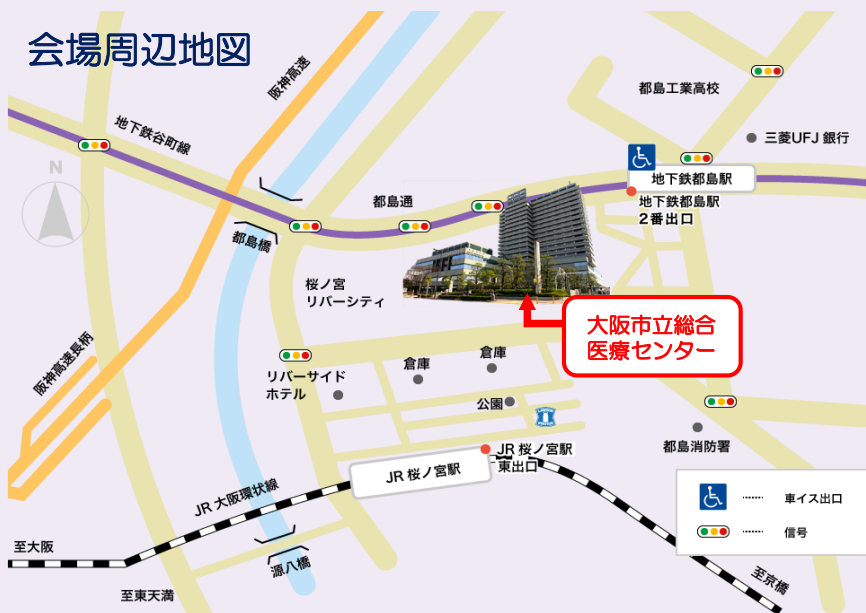 会場周辺地図
阪神高速
都島工業高校
三菱UFJ 銀行
地下鉄谷町線
N
地下鉄都島駅
都島通
地下鉄都島駅
2番出口
都島橋
桜ノ宮
リバーシティ
大阪市立総合
医療センター
阪神高速長柄
リバーサイド
ホテル
倉庫
倉庫
公園
都島消防署
JR 桜ノ宮駅
東出口
JR 桜ノ宮駅
JR 大阪環状線
車イス出口
信号
至大阪
源八橋
至東天満
至京橋